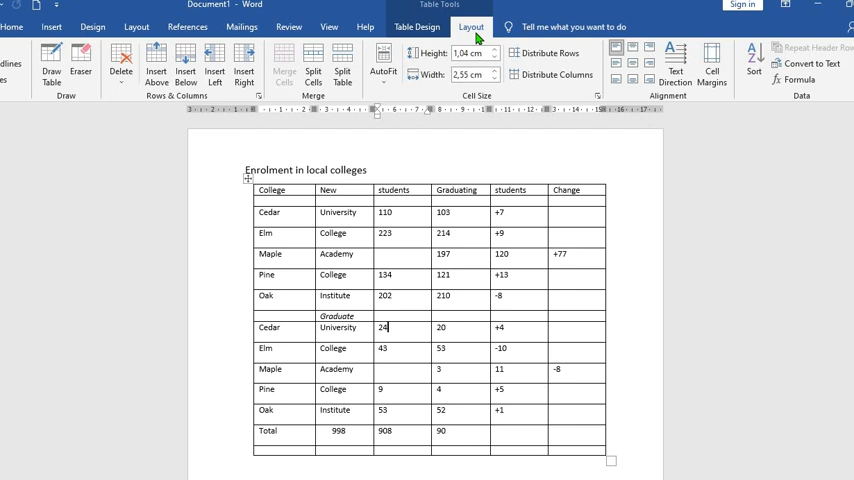 Document1 - Word
Table Tools
Sign in
Home Insert Design Layout References Mailings Review View Help Table Design Layout Tell me what you want to do
Draw Table
Eraser
Delete
Insert Above
Insert Below
Insert Left
Insert Right
Merge Cells
Split Cells
Split Table
AutoFit
Height: 1,04 cm
Width: 2,55 cm
Distribute Rows
Distribute Columns
Text Direction
Cell Margins
Sort
Repeat Header Row
Convert to Text
Formula
Draw Rows & Columns Merge Cell Size Alignment Data
Enrolment in local colleges
College New students Graduating students Change
Cedar University 110 103 +7
Elm College 223 214 +9
Maple Academy 197 120 +77
Pine College 134 121 +13
Oak Institute 202 210 -8
Graduate
Cedar University 24 20 +4
Elm College 43 53 -10
Maple Academy 3 11 -8
Pine College 9 4 +5
Oak Institute 53 52 +1
Total 998 908 90